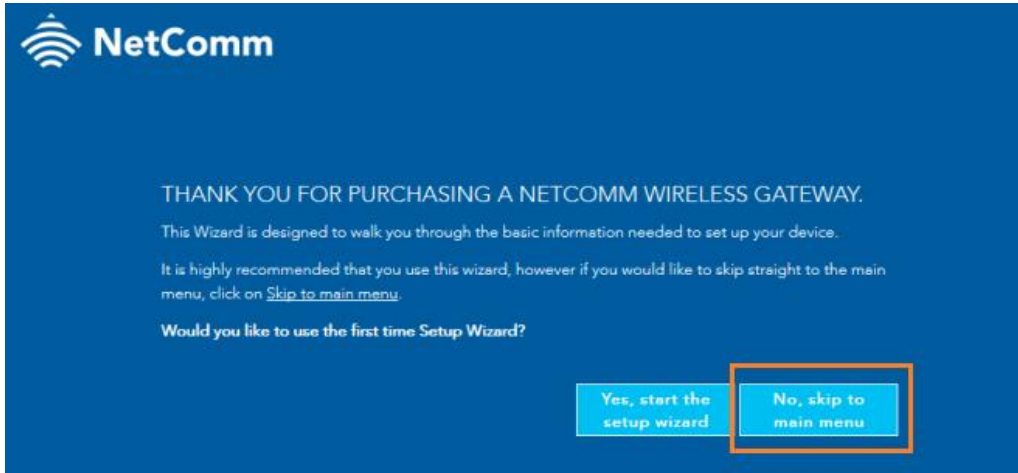 NetComm
THANK YOU FOR PURCHASING A NETCOMM WIRELESS GATEWAY.
This Wizard is designed to walk you through the basic information needed to set up your device.
It is highly recommended that you use this wizard, however if you would like to skip straight to the main
menu, click on Skip to main menu.
Would you like to use the first time Setup Wizard?
Yes, start the
setup wizard
No, skip to
main menu